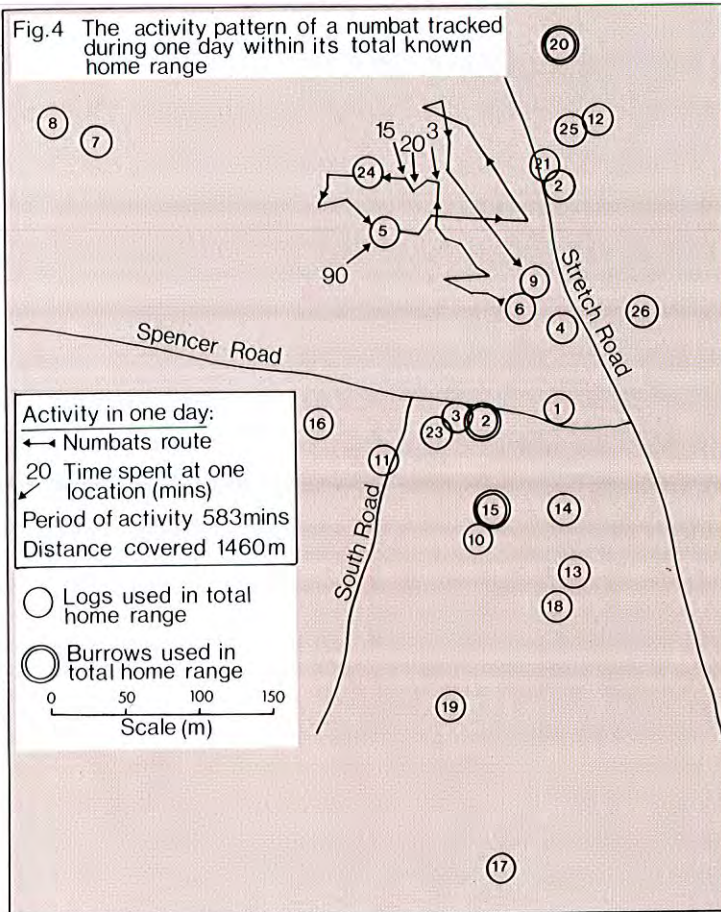 Fig.4 The activity pattern of a numbat tracked
during one day within its total known
home range
20
8
7
12
25
15 20 3
21
24
2
5
90
9
6
4
26
Stretch Road
Spencer Road
1
16
3
2
23
11
15
14
10
South Road
13
18
19
17
Activity in one day:
Numbats route
20 Time spent at one
location (mins)
Period of activity 583mins
Distance covered 1460m
Logs used in total
home range
Burrows used in
total home range
0 50 100 150
Scale (m)